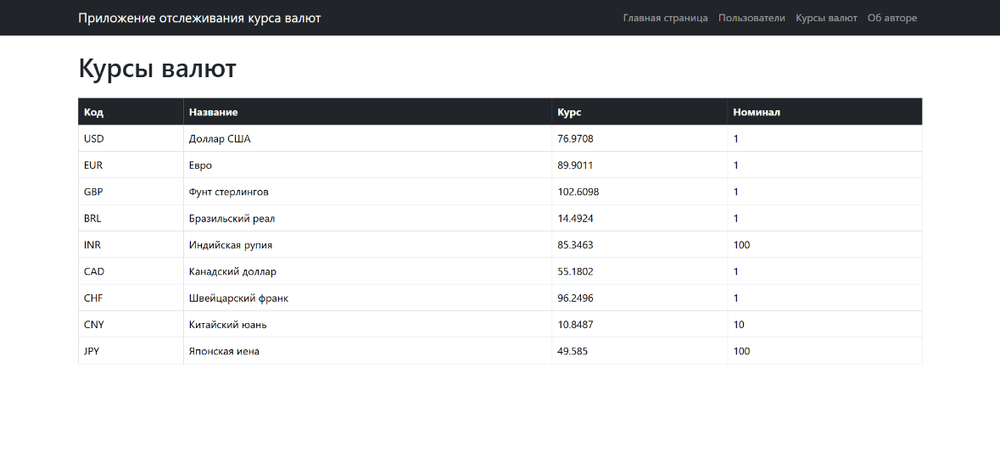 Приложение отслеживания курса валют Главная страница Пользователи Курсы валют Об авторе
Курсы валют
Код Название Курс Номинал
USD Доллар США 76.9708 1
EUR Евро 89.9011 1
GBP Фунт стерлингов 102.6098 1
BRL Бразильский реал 14.4924 1
INR Индийская рупия 85.3463 100
CAD Канадский доллар 55.1802 1
CHF Швейцарский франк 96.2496 1
CNY Китайский юань 10.8487 10
JPY Японская иена 49.585 100